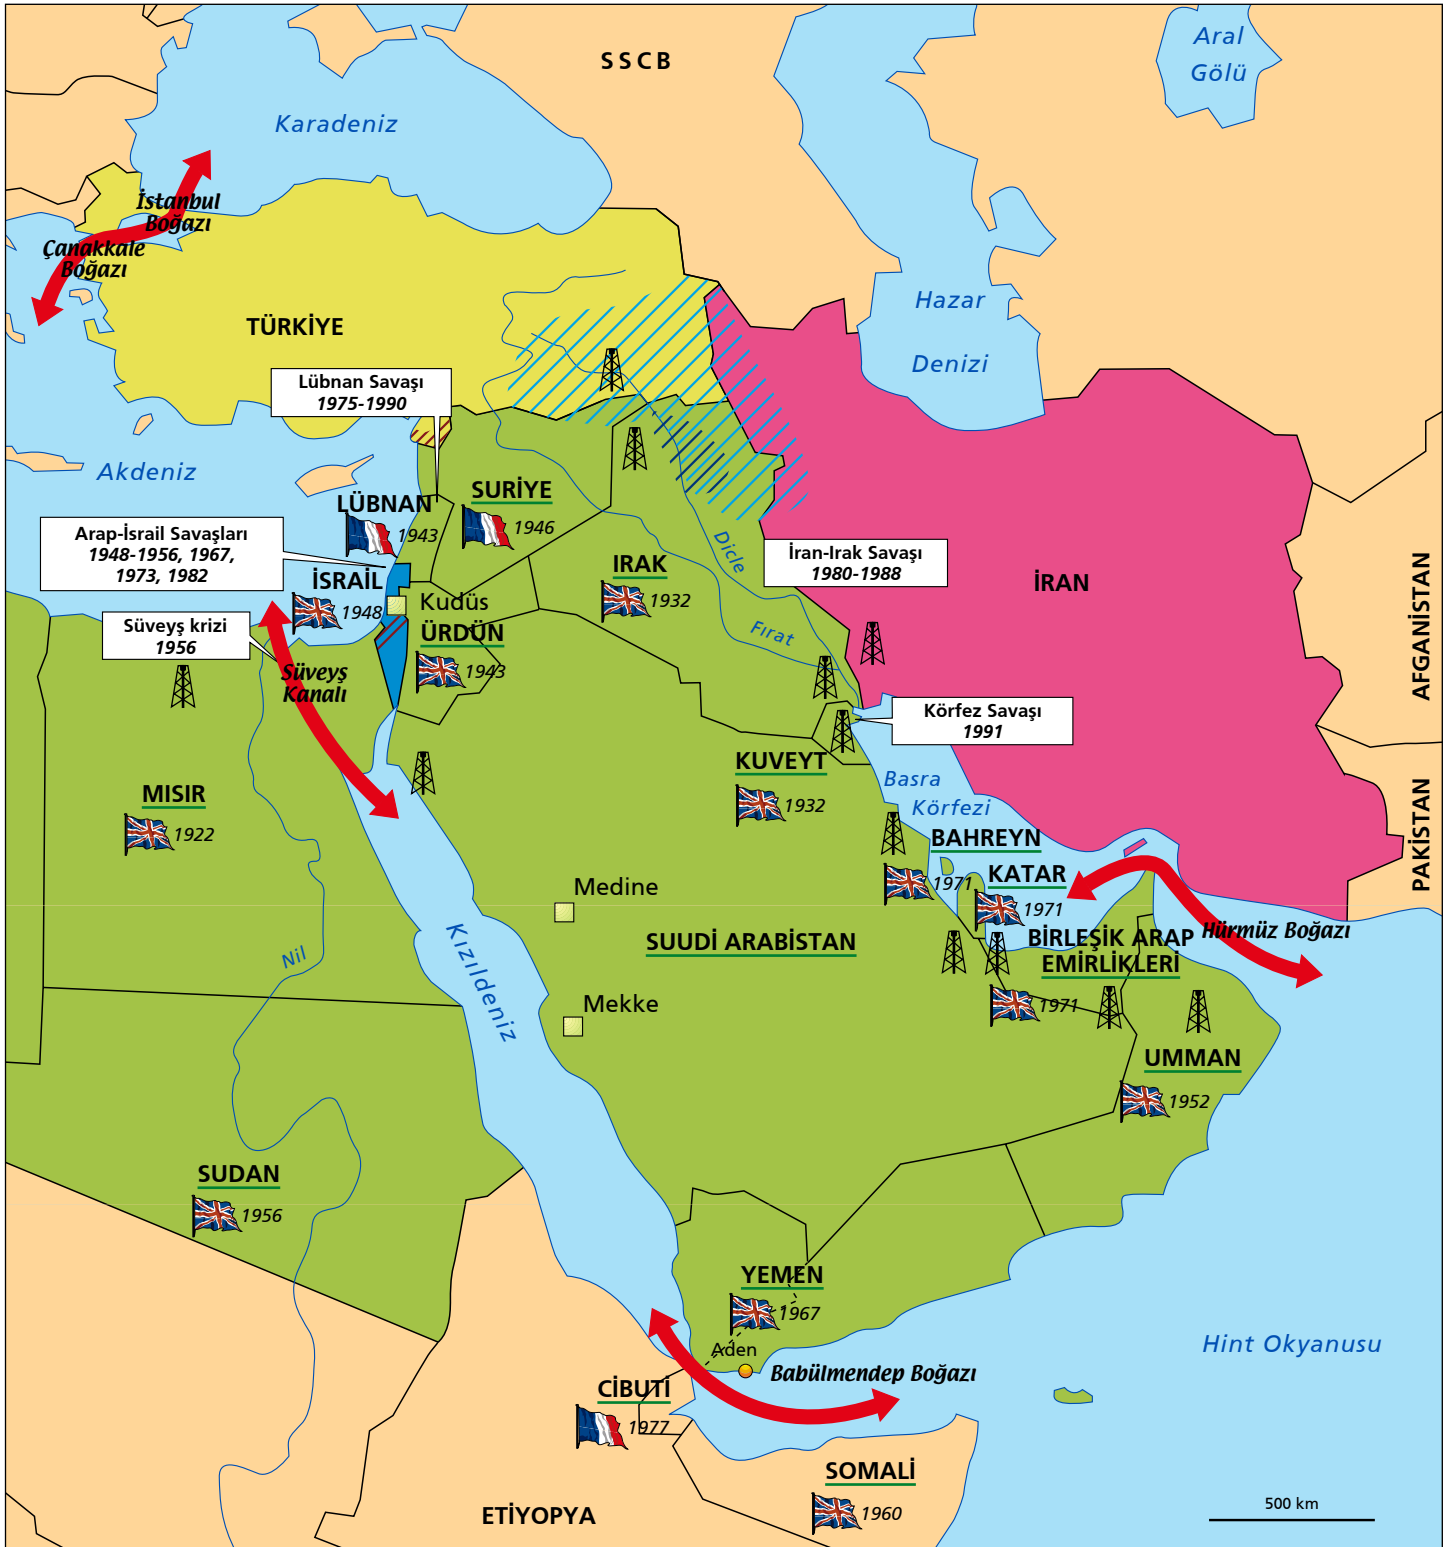 Aral
Gölü
SSCB
Karadeniz
İstanbul
Boğazı
Çanakkale
Boğazı
Hazar
Denizi
TÜRKİYE
Lübnan Savaşı
1975-1990
Akdeniz
LÜBNAN
1943
SURİYE
1946
Arap-İsrail Savaşları
1948-1956, 1967,
1973, 1982
İran-Irak Savaşı
1980-1988
Dicle
IRAK
1932
İRAN
AFGANİSTAN
İSRAİL
1948
Kudüs
Süveyş krizi
1956
ÜRDÜN
1943
Fırat
Süveyş
Kanalı
Körfez Savaşı
1991
KUVEYT
1932
Basra
Körfezi
PAKİSTAN
MISIR
1922
BAHREYN
1971
KATAR
1971
Medine
Hürmüz Boğazı
SUUDİ ARABİSTAN
BİRLEŞİK ARAP
EMİRLİKLERİ
1971
Nil
Kızıldeniz
Mekke
UMMAN
1952
SUDAN
1956
YEMEN
1967
Aden
Hint Okyanusu
Babülmendep Boğazı
CİBUTİ
1977
SOMALİ
1960
ETİYOPYA
500 km